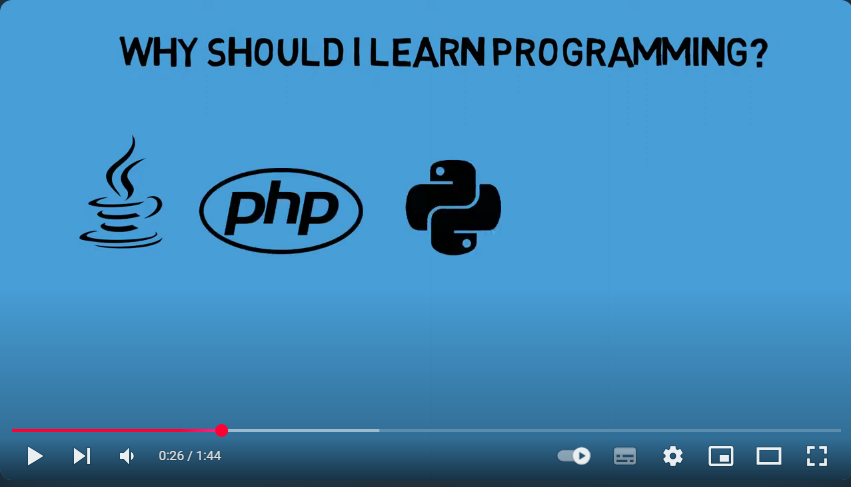 WHY SHOULD I LEARN PROGRAMMING?
php
0:26 / 1:44